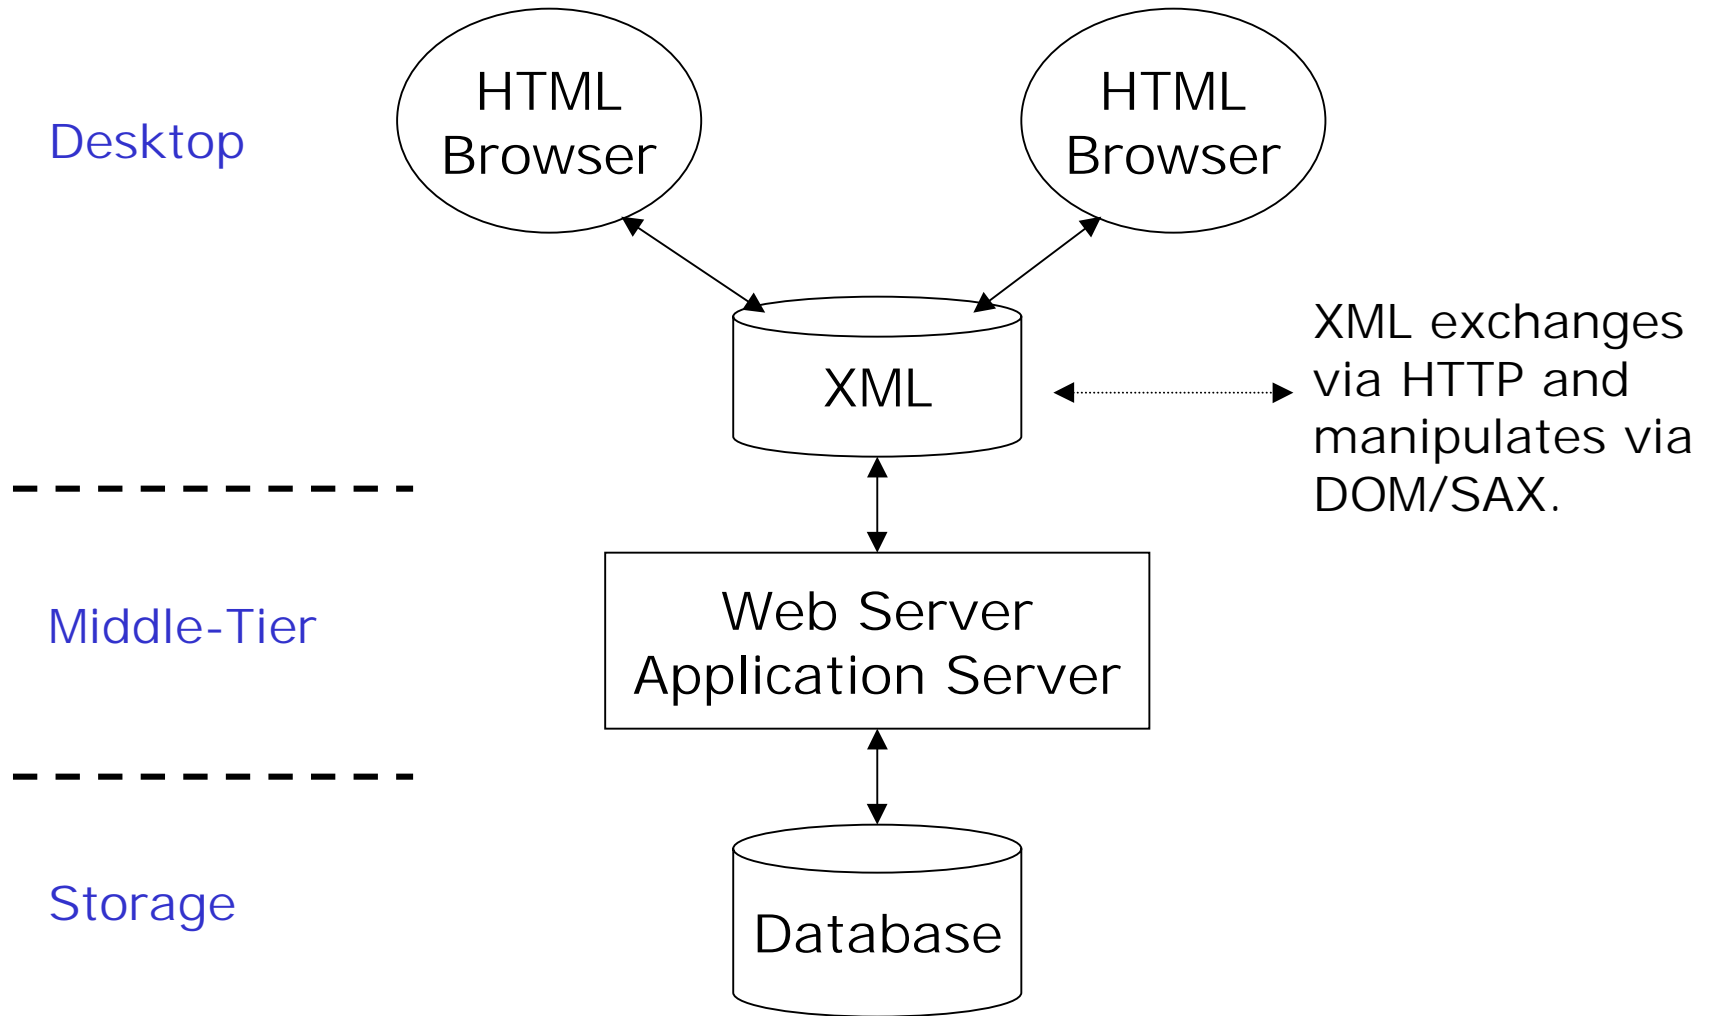 Desktop
HTML
Browser
HTML
Browser
XML
XML exchanges
via HTTP and
manipulates via
DOM/SAX.
Middle-Tier
Web Server
Application Server
Storage
Database